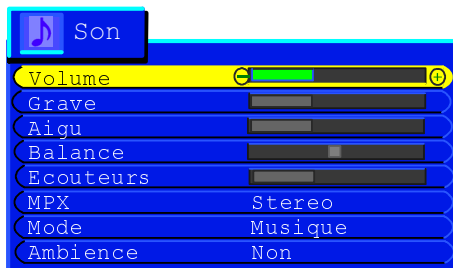 Son
Volume
Grave
Aigu
Balance
Ecouteurs
MPX Stereo
Mode Musique
Ambience Non